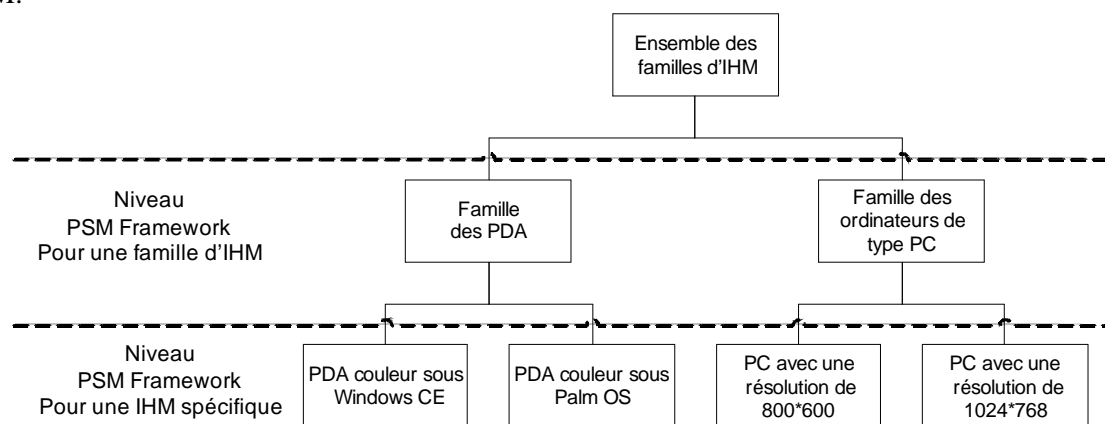 M.
Ensemble des
familles d'IHM
Niveau
PSM Framework
Pour une famille d'IHM
Famille
des PDA
Famille des
ordinateurs de
type PC
Niveau
PSM Framework
Pour une IHM spécifique
PDA couleur sous
Windows CE
PDA couleur sous
Palm OS
PC avec une
résolution de
800*600
PC avec une
résolution de
1024*768